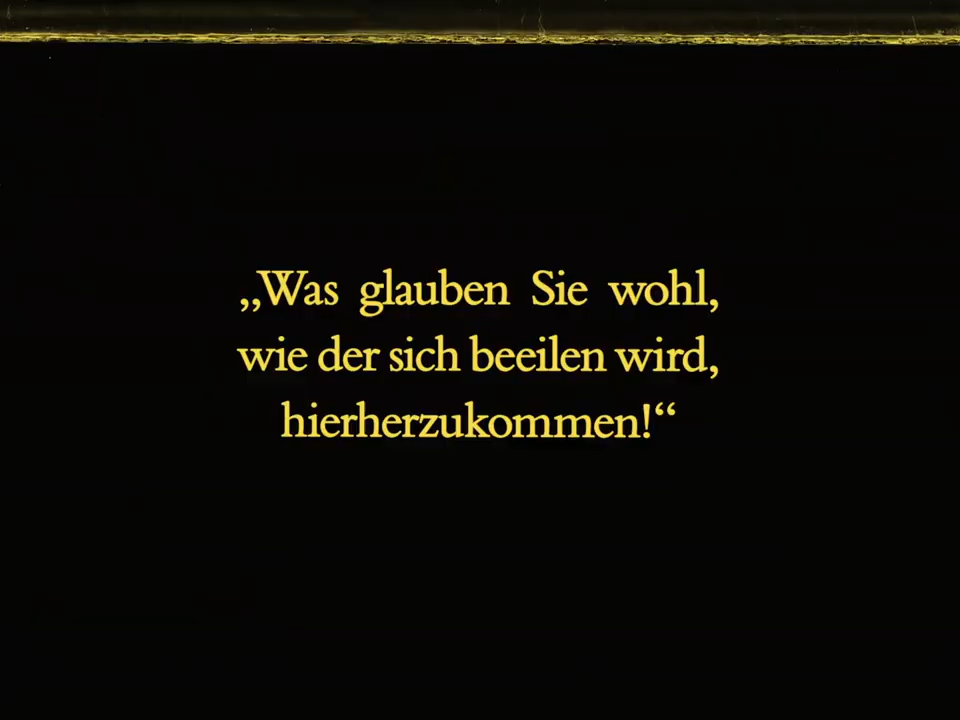 „Was glauben Sie wohl,
wie der sich beeilen wird,
hierherzukommen!“